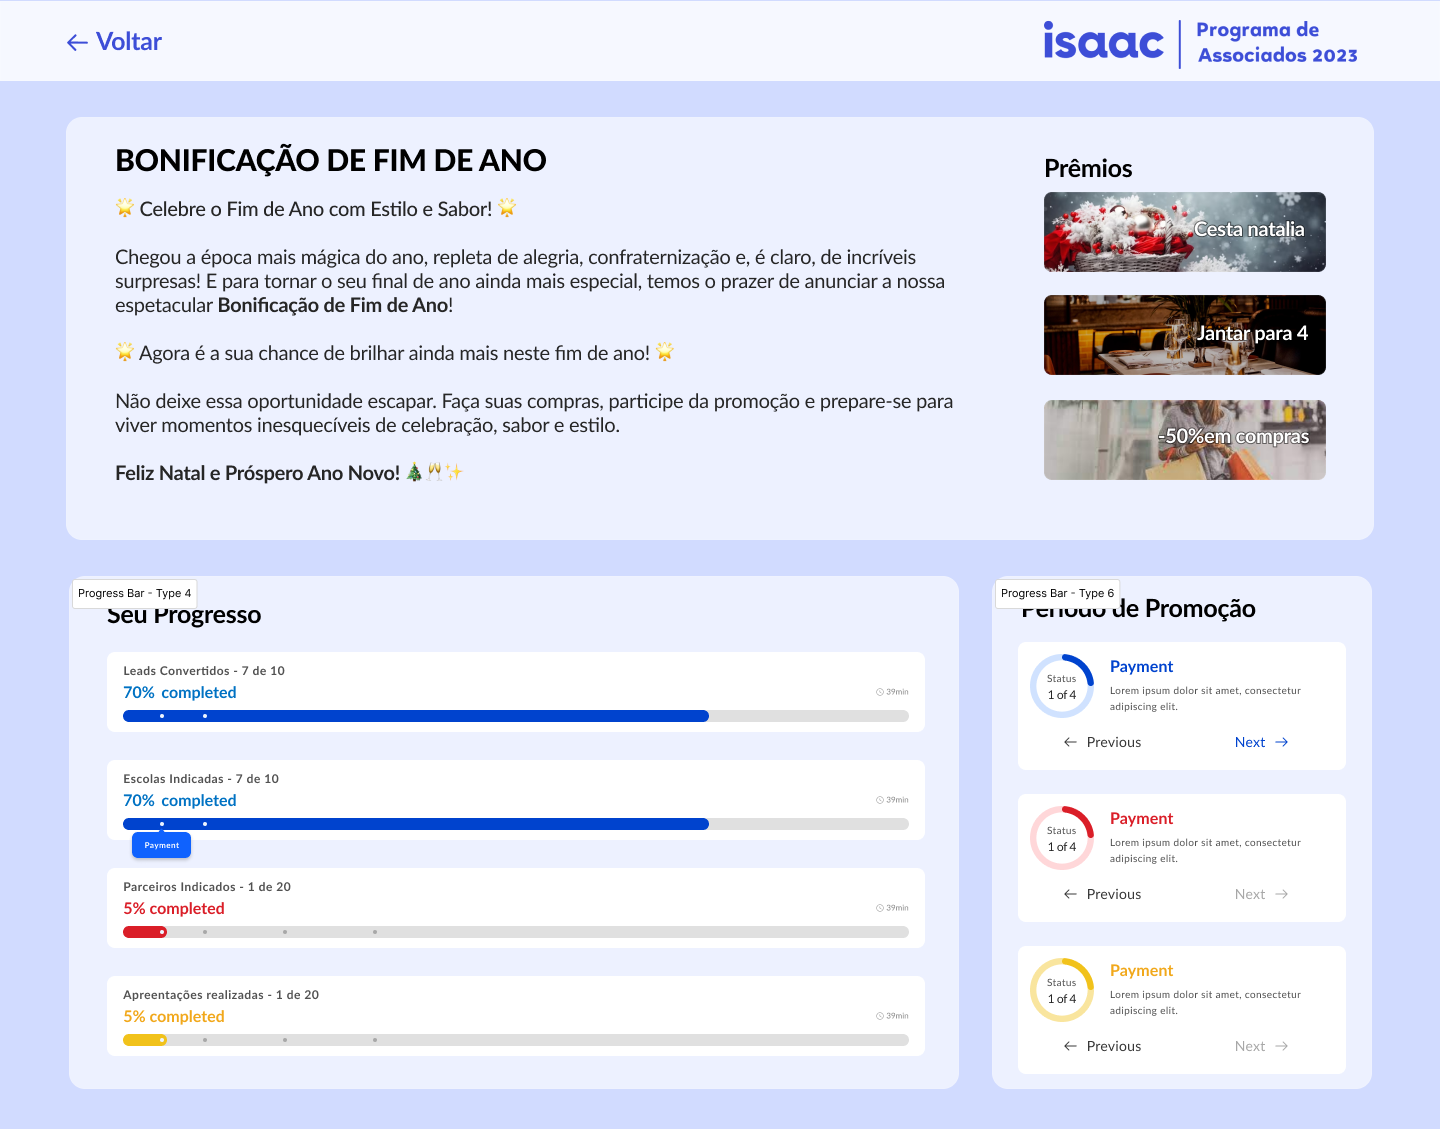 ← Voltar
isaac
Programa de
Associados 2023
BONIFICAÇÃO DE FIM DE ANO
🌟 Celebre o Fim de Ano com Estilo e Sabor! 🌟
Chegou a época mais mágica do ano, repleta de alegria, confraternização e, é claro, de incríveis
surpresas! E para tornar o seu final de ano ainda mais especial, temos o prazer de anunciar a nossa
espetacular Bonificação de Fim de Ano!
🌟 Agora é a sua chance de brilhar ainda mais neste fim de ano! 🌟
Não deixe essa oportunidade escapar. Faça suas compras, participe da promoção e prepare-se para
viver momentos inesquecíveis de celebração, sabor e estilo.
Feliz Natal e Próspero Ano Novo! 🎄🥂✨
Prêmios
Cesta natalia
Jantar para 4
-50%em compras
Progress Bar - Type 4
Seu Progresso
Leads Convertidos - 7 de 10
70% completed
39min
Escolas Indicadas - 7 de 10
70% completed
39min
Payment
Parceiros Indicados - 1 de 20
5% completed
39min
Apreentações realizadas - 1 de 20
5% completed
39min
Progress Bar - Type 6
Período de Promoção
Status
1 of 4
Payment
Lorem ipsum dolor sit amet, consectetur
adipiscing elit.
← Previous
Next →
Status
1 of 4
Payment
Lorem ipsum dolor sit amet, consectetur
adipiscing elit.
← Previous
Next →
Status
1 of 4
Payment
Lorem ipsum dolor sit amet, consectetur
adipiscing elit.
← Previous
Next →